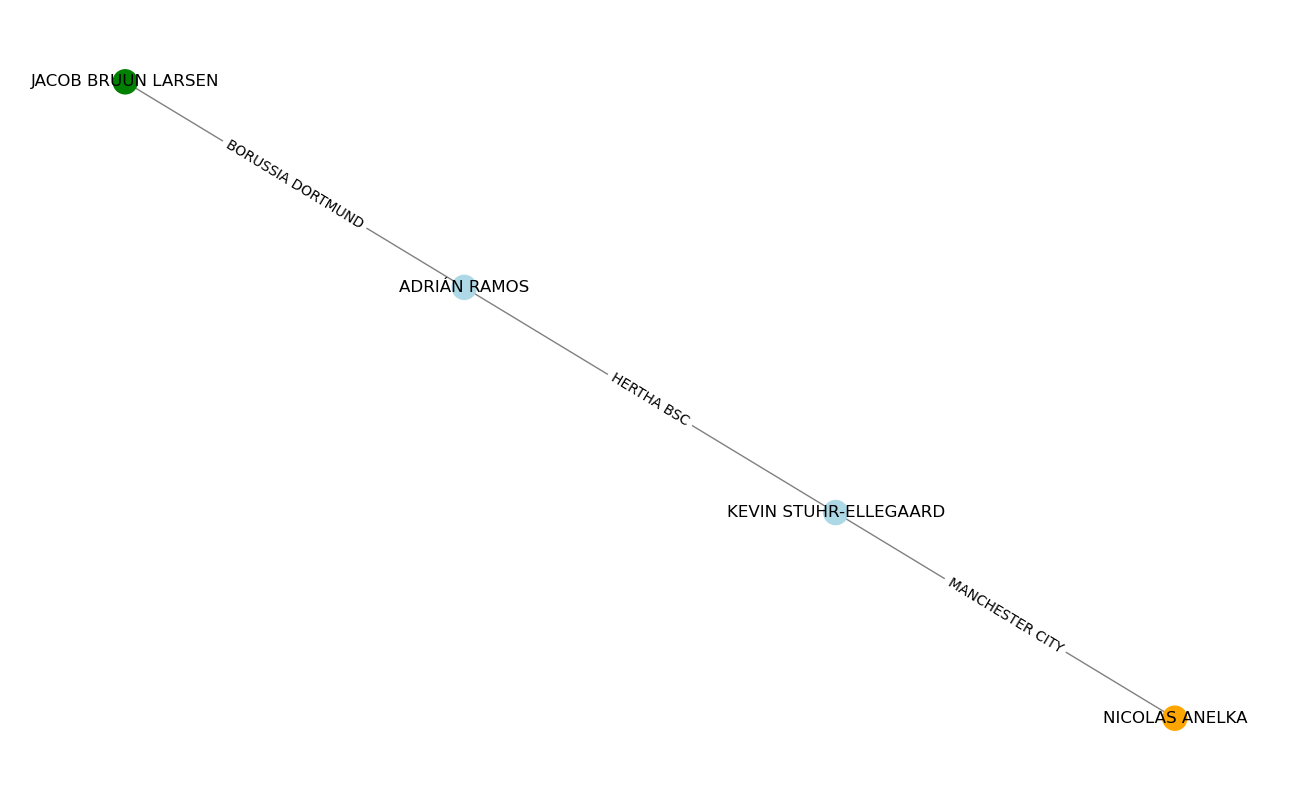 JACOB BRUUN LARSEN
BORUSSIA DORTMUND
ADRIÁN RAMOS
HERTHA BSC
KEVIN STUHR-ELLEGAARD
MANCHESTER CITY
NICOLAS ANELKA